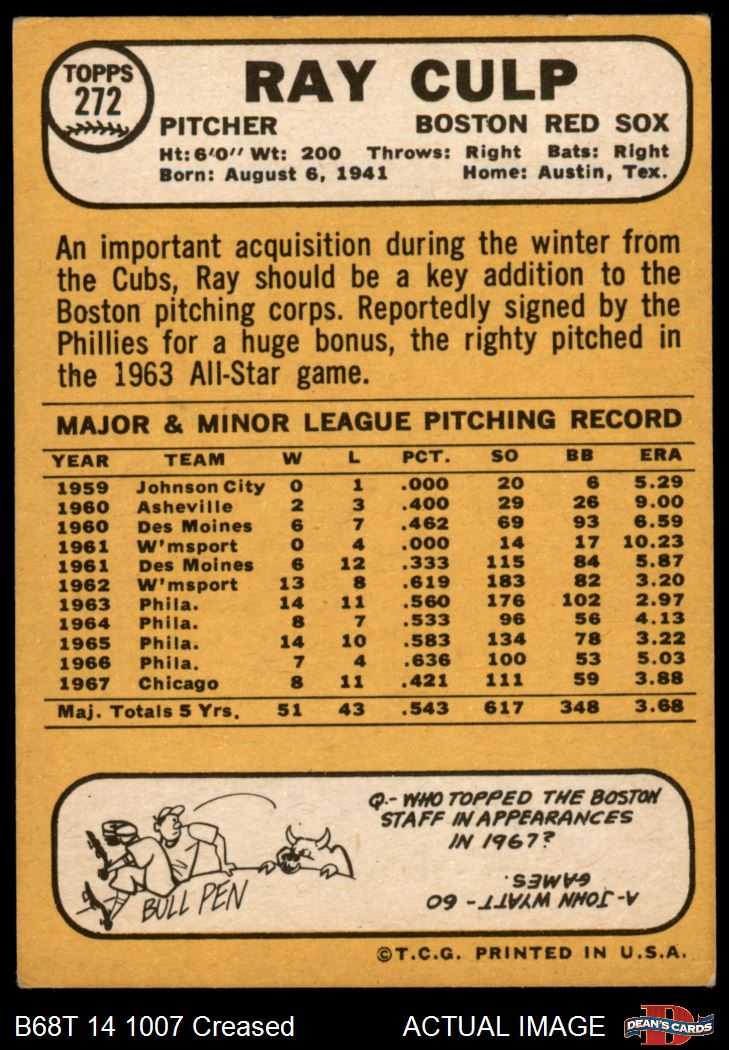 TOPPS
272
RAY CULP
PITCHER BOSTON RED SOX
Ht: 6'0" Wt: 200 Throws: Right Bats: Right
Born: August 6, 1941 Home: Austin, Tex.
An important acquisition during the winter from
the Cubs, Ray should be a key addition to the
Boston pitching corps. Reportedly signed by the
Phillies for a huge bonus, the righty pitched in
the 1963 All-Star game.
MAJOR & MINOR LEAGUE PITCHING RECORD
YEAR TEAM W L PCT. SO BB ERA
1959 Johnson City 0 1 .000 20 6 5.29
1960 Asheville 2 3 .400 29 26 9.00
1960 Des Moines 6 7 .462 69 93 6.59
1961 W'msport 0 4 .000 14 17 10.23
1961 Des Moines 6 12 .333 115 84 5.87
1962 W'msport 13 8 .619 183 82 3.20
1963 Phila. 14 11 .560 176 102 2.97
1964 Phila. 8 7 .533 96 56 4.13
1965 Phila. 14 10 .583 134 78 3.22
1966 Phila. 7 4 .636 100 53 5.03
1967 Chicago 8 11 .421 111 59 3.88
Maj. Totals 5 Yrs. 51 43 .543 617 348 3.68
BULL PEN
Q.- WHO TOPPED THE BOSTON
STAFF IN APPEARANCES
IN 1967?
A- JOHN WYATT - 60
GAMES.
©T.C.G. PRINTED IN U.S.A.
B68T 14 1007 Creased ACTUAL IMAGE
D
DEAN'S CARDS